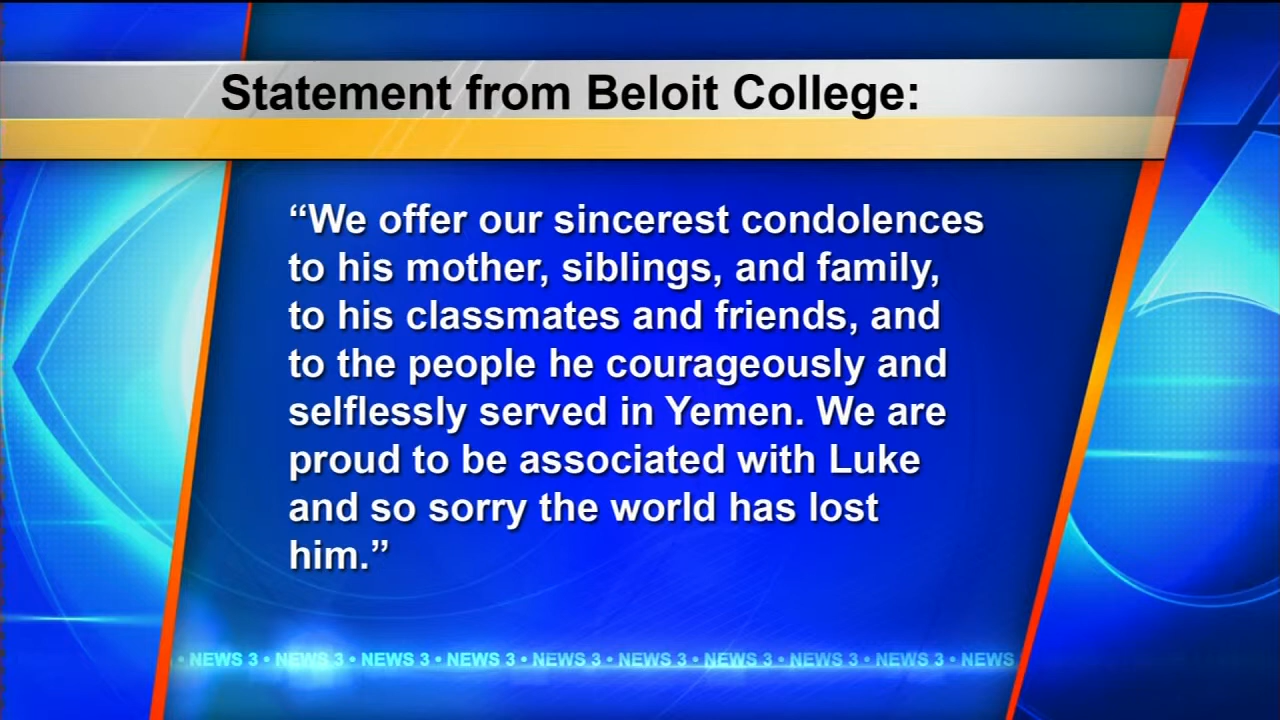 Statement from Beloit College:
“We offer our sincerest condolences
to his mother, siblings, and family,
to his classmates and friends, and
to the people he courageously and
selflessly served in Yemen. We are
proud to be associated with Luke
and so sorry the world has lost
him.”
• NEWS 3 • NEWS 3 • NEWS 3 • NEWS 3 • NEWS 3 • NEWS 3 • NEWS 3 • NEWS 3 • NEWS 3 • NEWS